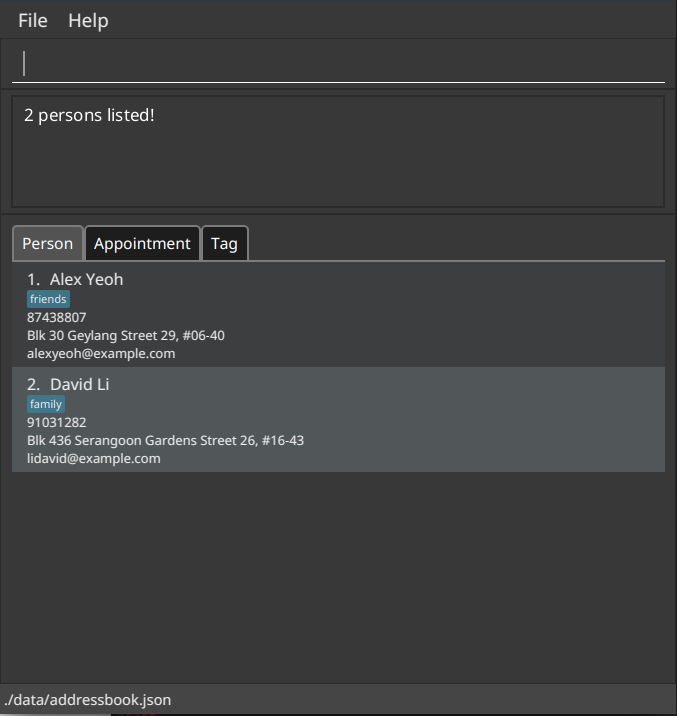 File Help
2 persons listed!
Person Appointment Tag
1. Alex Yeoh
friends
87438807
Blk 30 Geylang Street 29, #06-40
alexyeoh@example.com
2. David Li
family
91031282
Blk 436 Serangoon Gardens Street 26, #16-43
lidavid@example.com
./data/addressbook.json